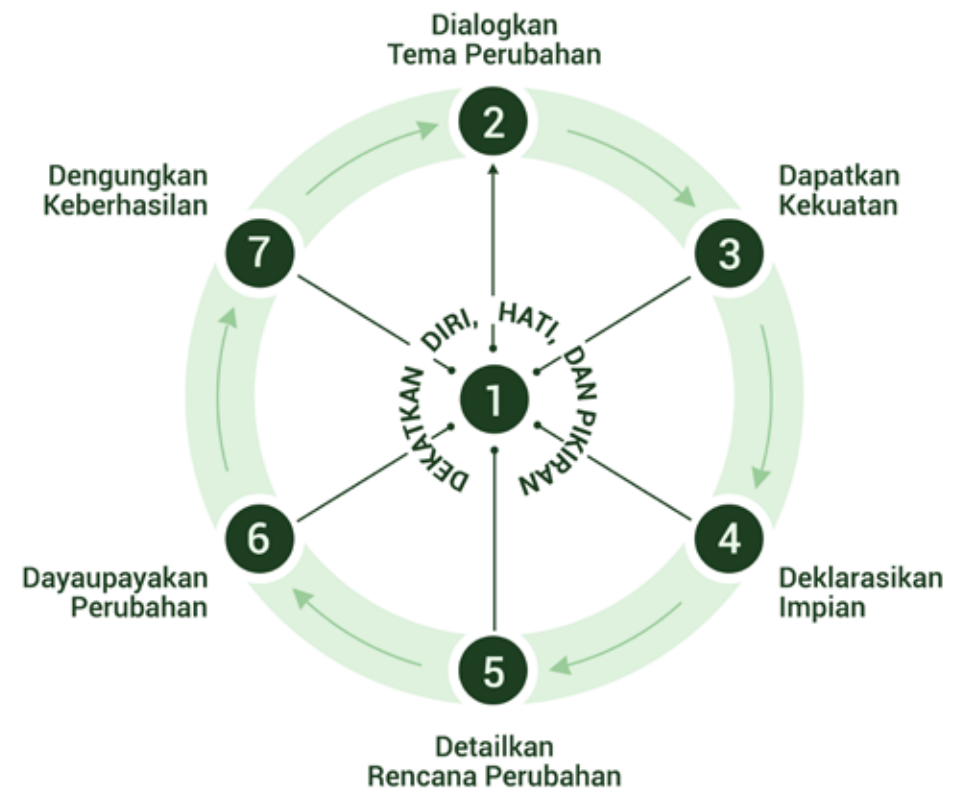 Dialogkan
Tema Perubahan
2
Dengungkan
Keberhasilan
7
Dapatkan
Kekuatan
3
DEKATKAN DIRI, HATI, DAN PIKIRAN
1
6
Dayaupayakan
Perubahan
4
Deklarasikan
Impian
5
Detailkan
Rencana Perubahan